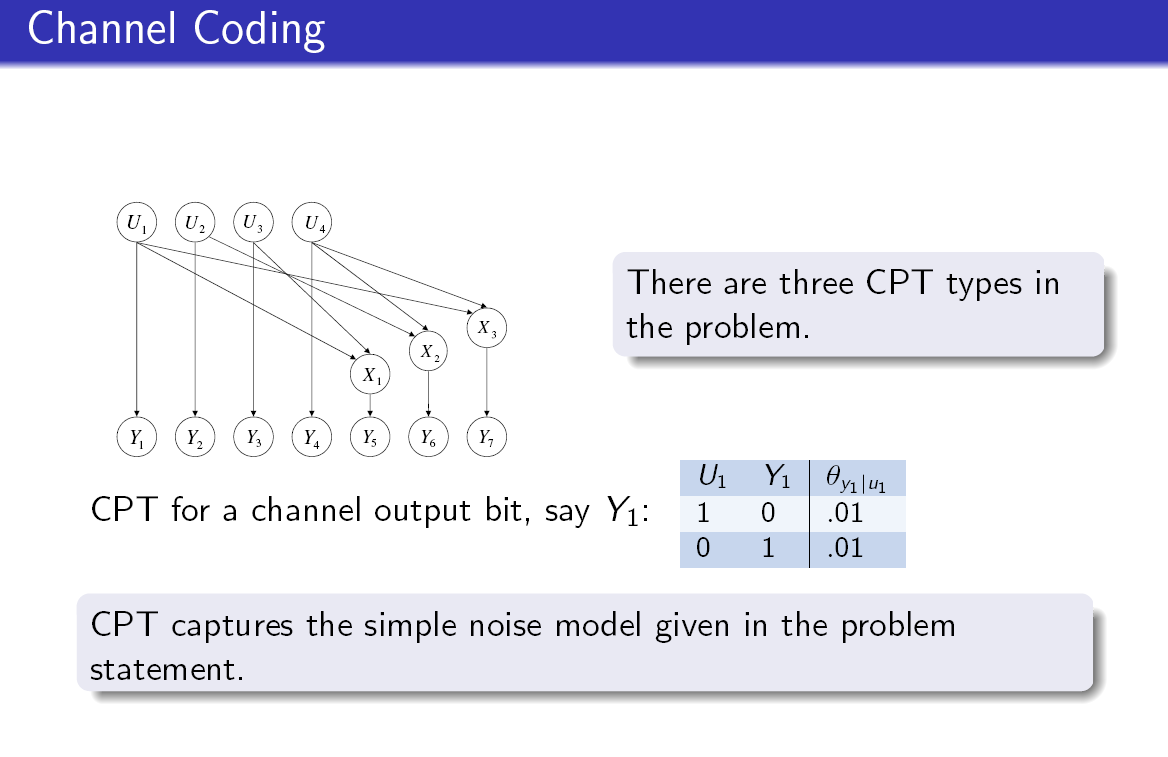 Channel Coding
U1 U2 U3 U4
There are three CPT types in
the problem.
X3
X2
X1
Y1 Y2 Y3 Y4 Y5 Y6 Y7
CPT for a channel output bit, say Y1:
U1 Y1 θy1|u1
1 0 .01
0 1 .01
CPT captures the simple noise model given in the problem
statement.